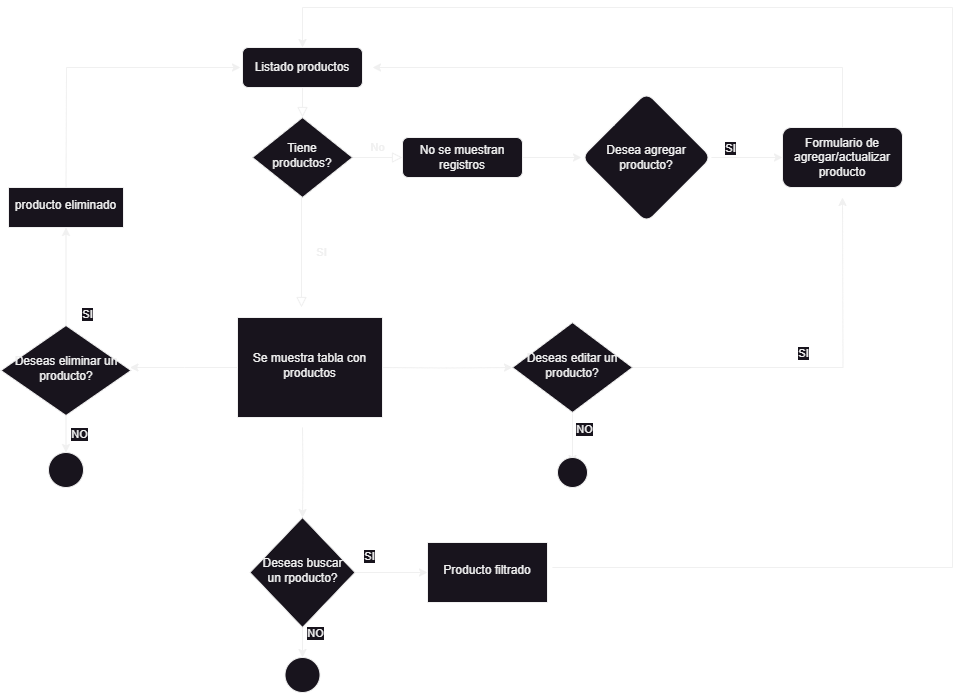 Listado productos
Tiene
productos?
No
No se muestran
registros
Desea agregar
producto?
SI
Formulario de
agregar/actualizar
producto
producto eliminado
SI
SI
Deseas eliminar un
producto?
NO
Se muestra tabla con
productos
Deseas editar un
producto?
SI
NO
Deseas buscar
un rpoducto?
SI
Producto filtrado
NO